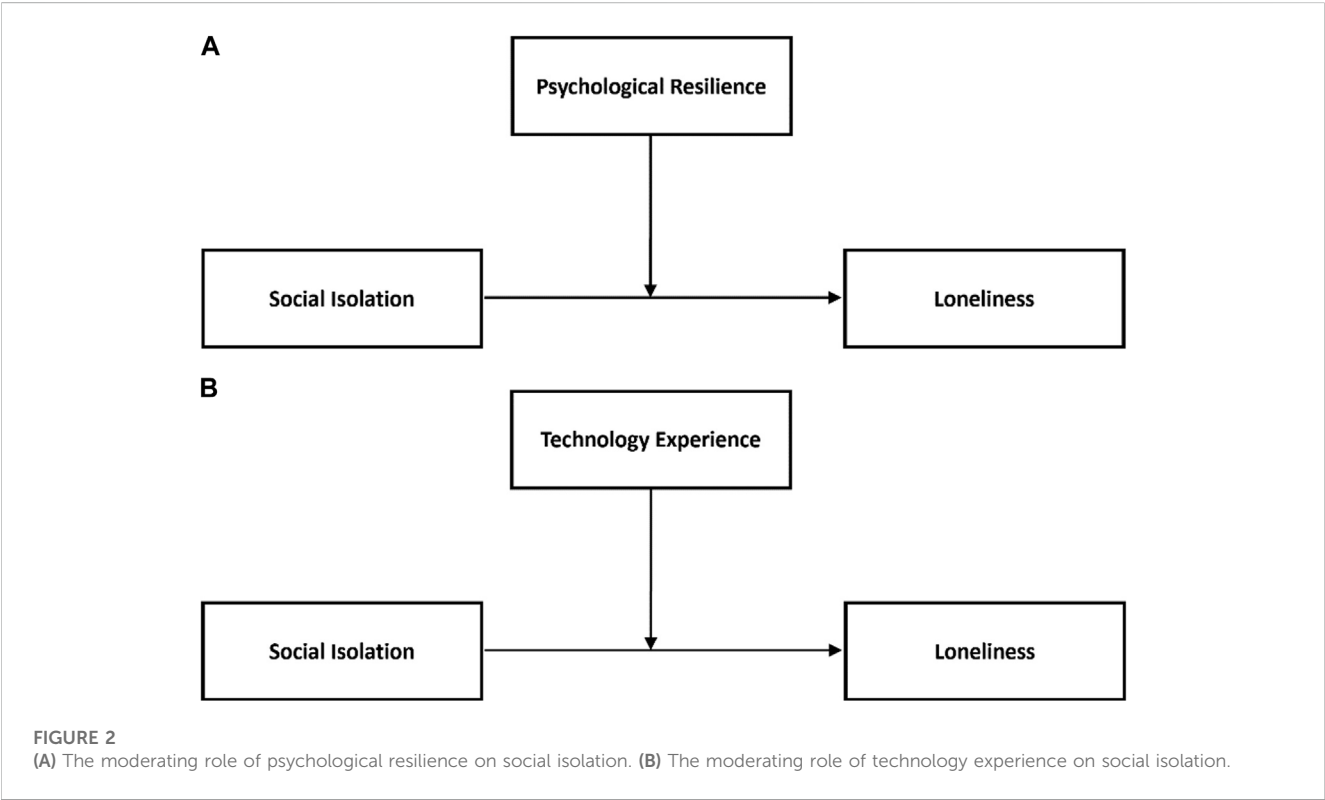 A
Psychological Resilience
Social Isolation
Loneliness
B
Technology Experience
Social Isolation
Loneliness
FIGURE 2
(A) The moderating role of psychological resilience on social isolation. (B) The moderating role of technology experience on social isolation.